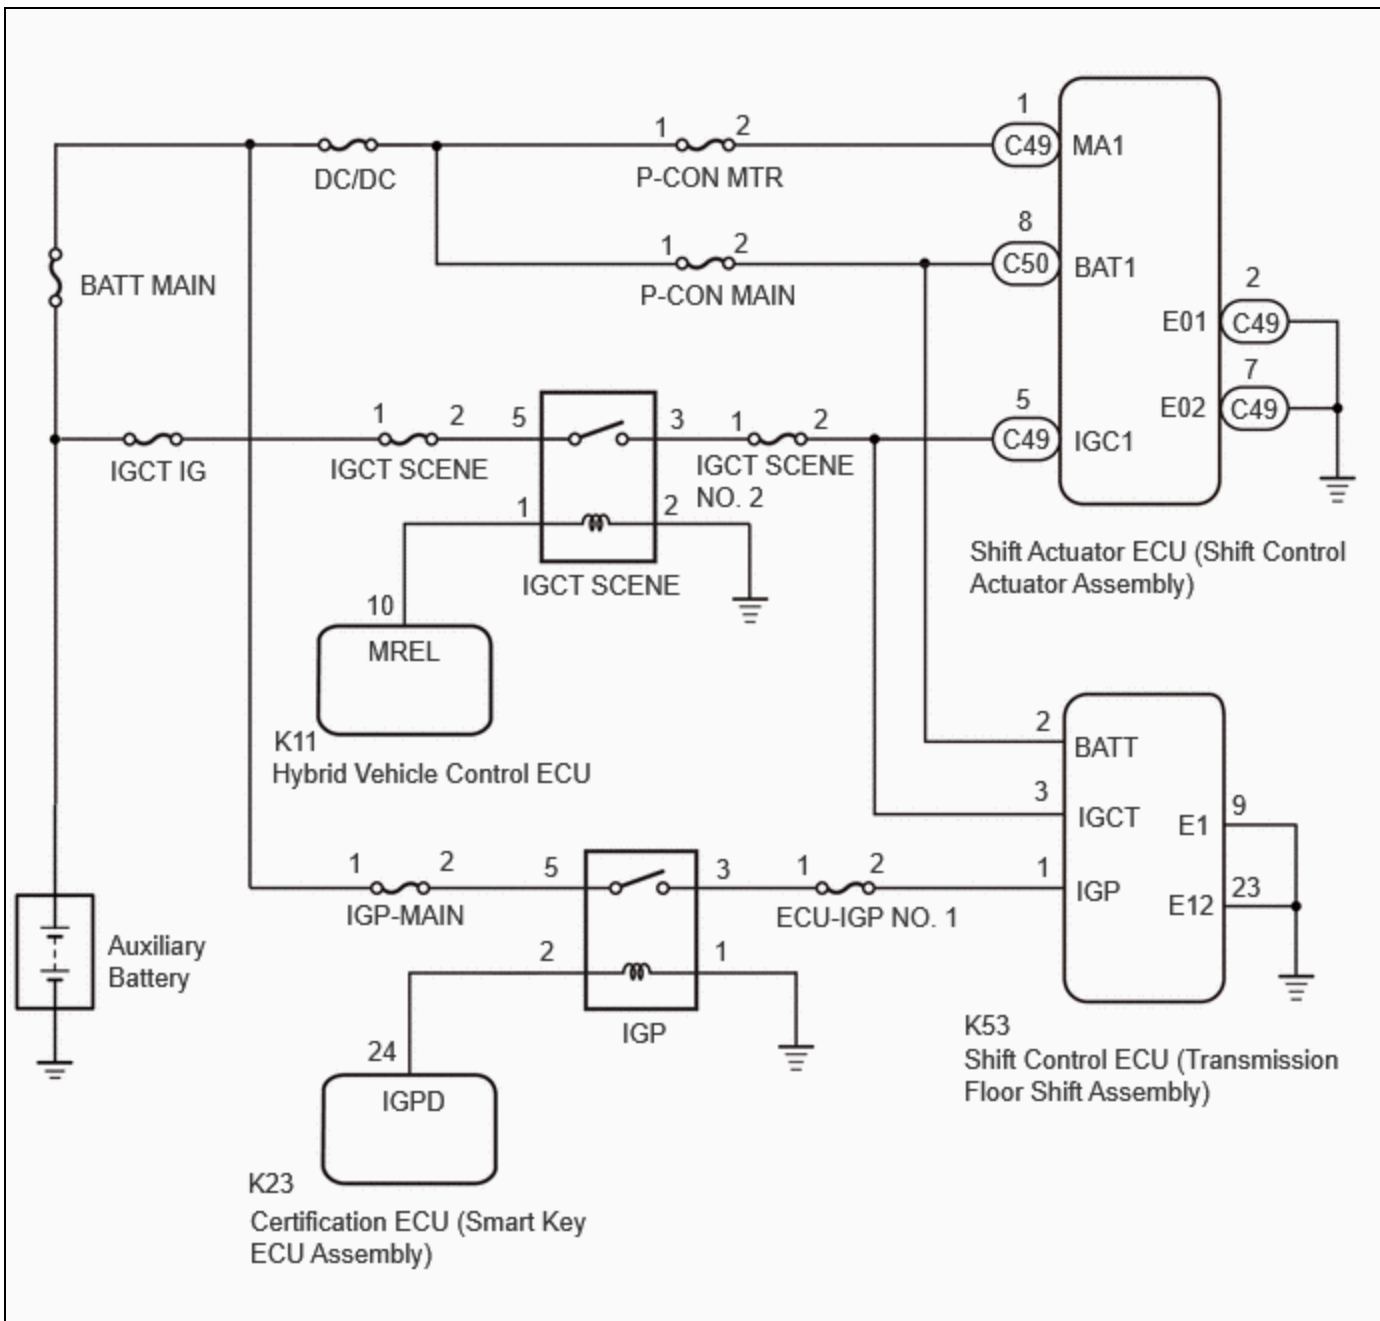 1
1
2
C49
MA1
DC/DC
P-CON MTR
8
1
2
C50
BAT1
BATT MAIN
P-CON MAIN
2
E01
C49
7
E02
C49
5
C49
IGC1
1
2
5
3
1
2
IGCT IG
IGCT SCENE
IGCT SCENE
NO. 2
1
2
IGCT SCENE
Shift Actuator ECU (Shift Control
Actuator Assembly)
10
MREL
K11
Hybrid Vehicle Control ECU
2
BATT
3
IGCT
9
E1
1
2
5
3
1
2
1
IGP
23
E12
IGP-MAIN
ECU-IGP NO. 1
Auxiliary
Battery
2
1
IGP
K53
Shift Control ECU (Transmission
Floor Shift Assembly)
24
IGPD
K23
Certification ECU (Smart Key
ECU Assembly)